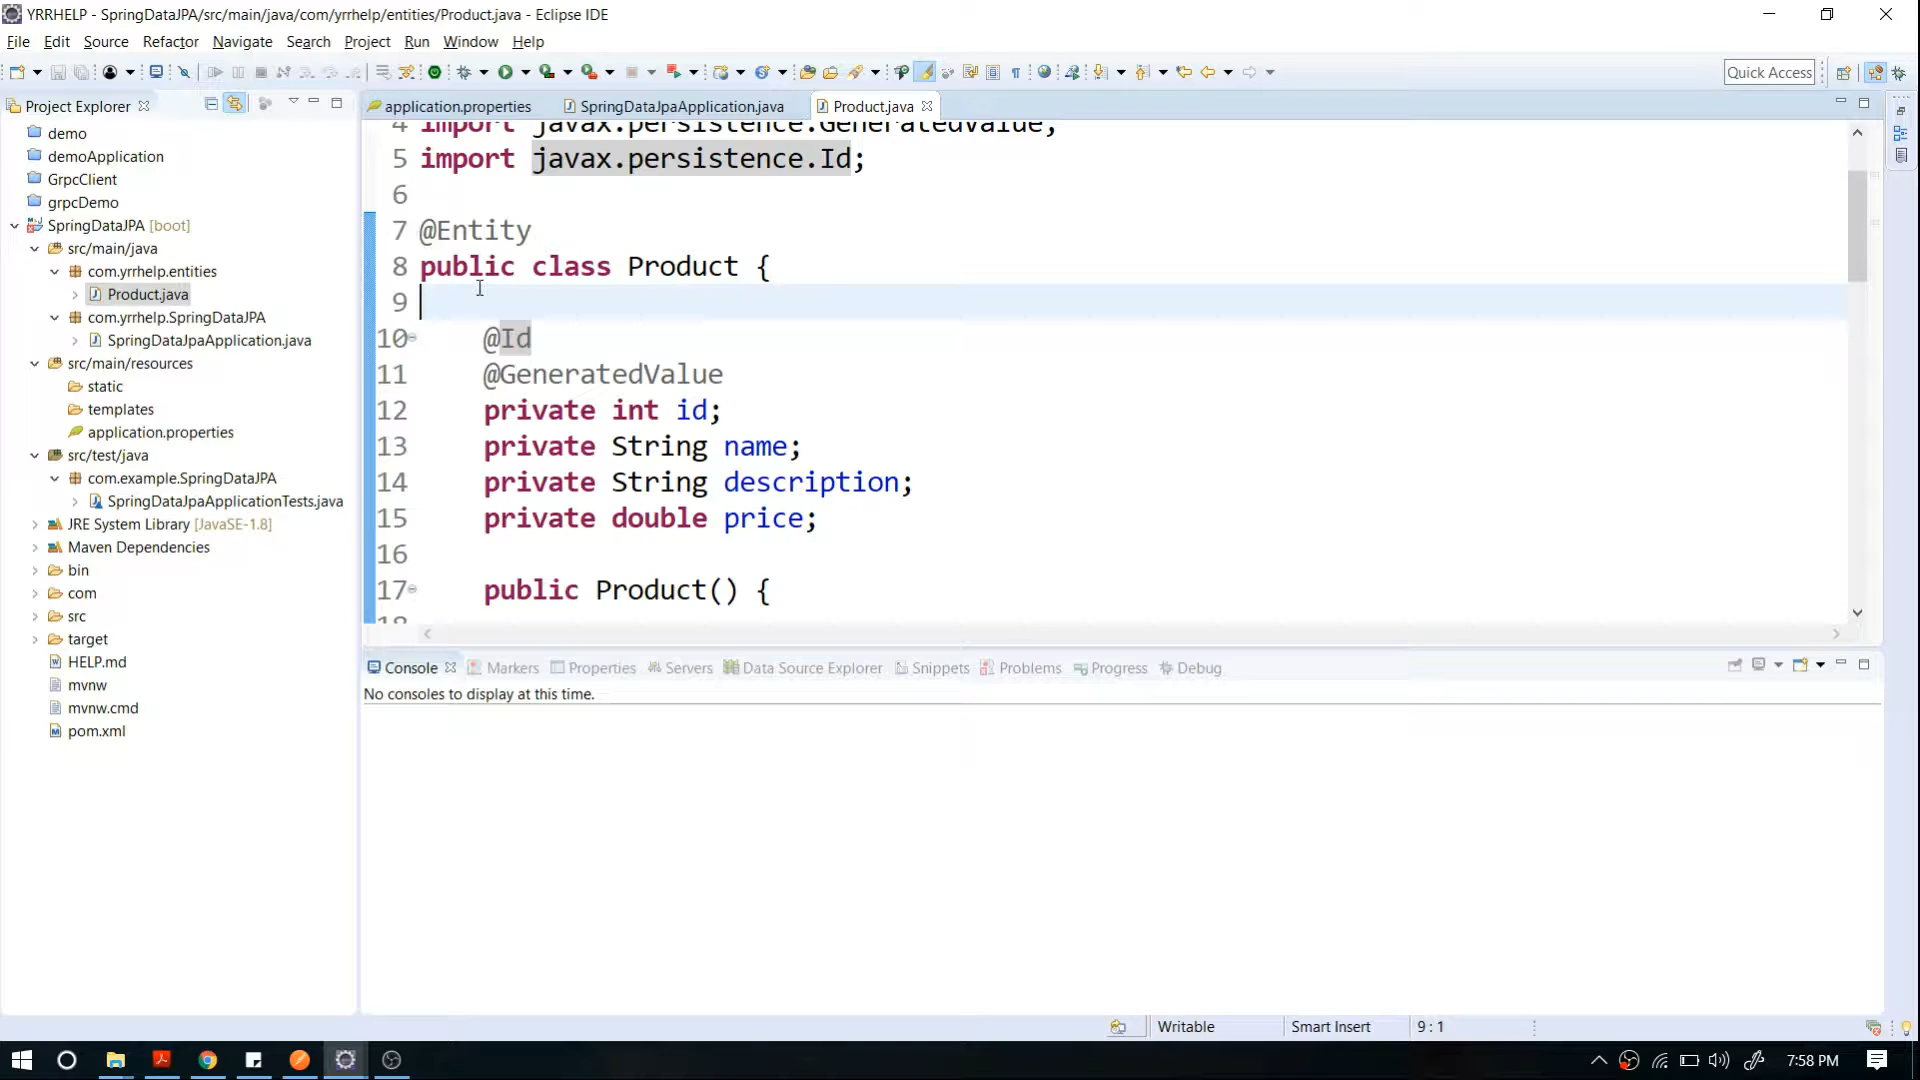 YRRHELP - SpringDataJPA/src/main/java/com/yrrhelp/entities/Product.java - Eclipse IDE
File Edit Source Refactor Navigate Search Project Run Window Help
Quick Access
Project Explorer
application.properties SpringDataJpaApplication.java Product.java
demo
demoApplication
GrpcClient
grpcDemo
SpringDataJPA [boot]
src/main/java
com.yrrhelp.entities
Product.java
com.yrrhelp.SpringDataJPA
SpringDataJpaApplication.java
src/main/resources
static
templates
application.properties
src/test/java
com.example.SpringDataJPA
SpringDataJpaApplicationTests.java
JRE System Library [JavaSE-1.8]
Maven Dependencies
bin
com
src
target
HELP.md
mvnw
mvnw.cmd
pom.xml
4 import javax.persistence.GeneratedValue;
5 import javax.persistence.Id;
6
7 @Entity
8 public class Product {
9
10 @Id
11 @GeneratedValue
12 private int id;
13 private String name;
14 private String description;
15 private double price;
16
17 public Product() {
18
Console Markers Properties Servers Data Source Explorer Snippets Problems Progress Debug
No consoles to display at this time.
Writable Smart Insert 9 : 1
7:58 PM